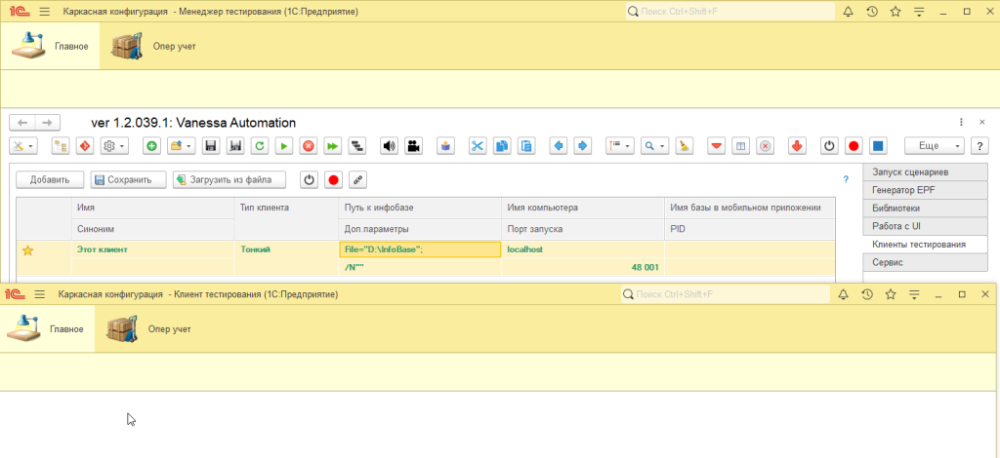 1С Каркасная конфигурация - Менеджер тестирования (1С:Предприятие) Поиск Ctrl+Shift+F
Главное Опер учет
ver 1.2.039.1: Vanessa Automation
Еще ?
Добавить Сохранить Загрузить из файла ?
Запуск сценариев
Генератор EPF
Библиотеки
Работа с UI
Клиенты тестирования
Сервис
Имя Тип клиента Путь к инфобазе Имя компьютера Имя базы в мобильном приложении
Синоним Доп.параметры Порт запуска PID
Этот клиент Тонкий File="D:\InfoBase"; localhost
/N"" 48 001
1С Каркасная конфигурация - Клиент тестирования (1С:Предприятие) Поиск Ctrl+Shift+F
Главное Опер учет